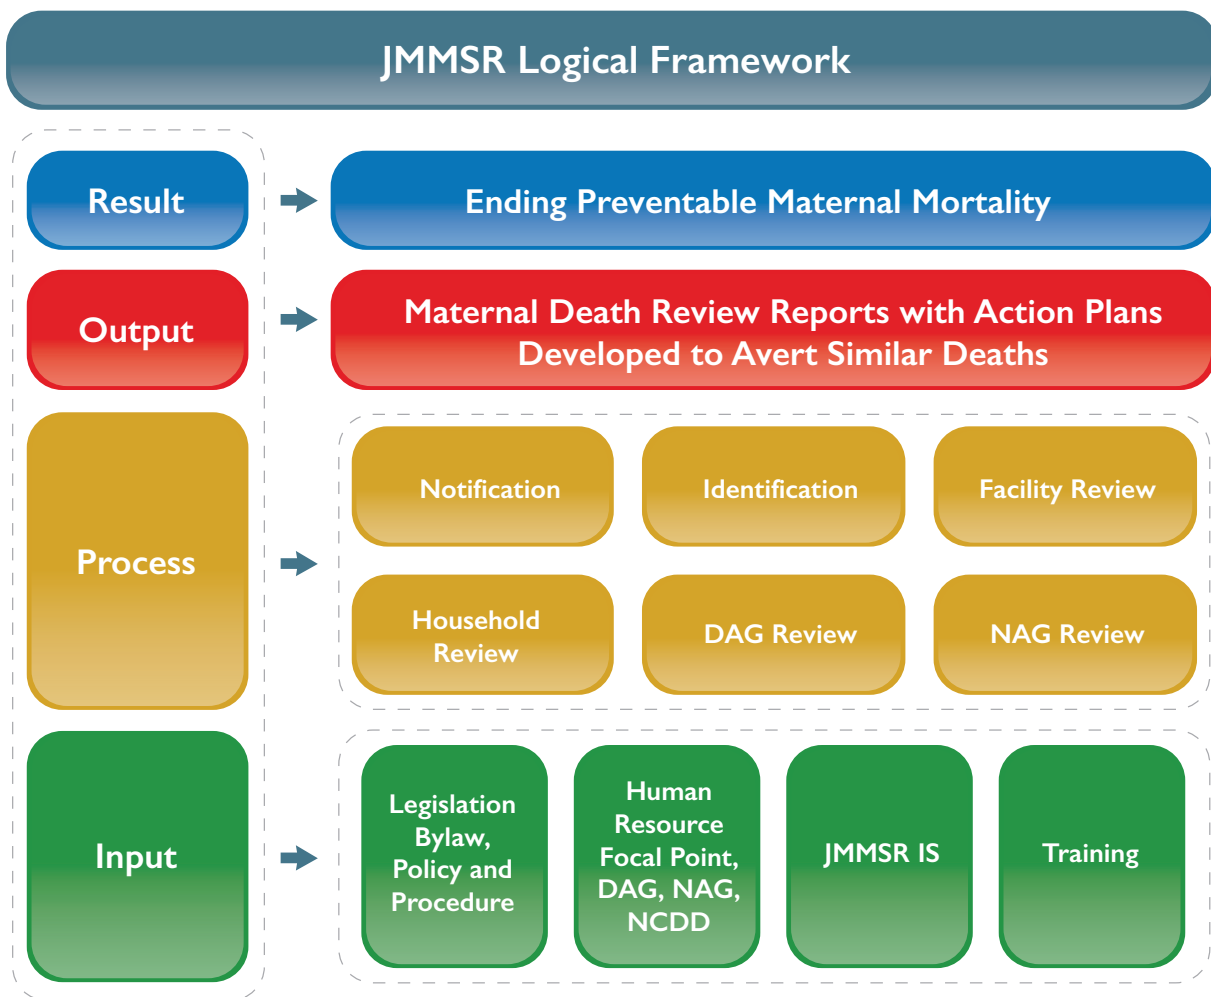 JMMSR Logical Framework
Result
Ending Preventable Maternal Mortality
Output
Maternal Death Review Reports with Action Plans
Developed to Avert Similar Deaths
Process
Notification
Identification
Facility Review
Household
Review
DAG Review
NAG Review
Input
Legislation
Bylaw,
Policy and
Procedure
Human
Resource
Focal Point,
DAG, NAG,
NCDD
JMMSR IS
Training